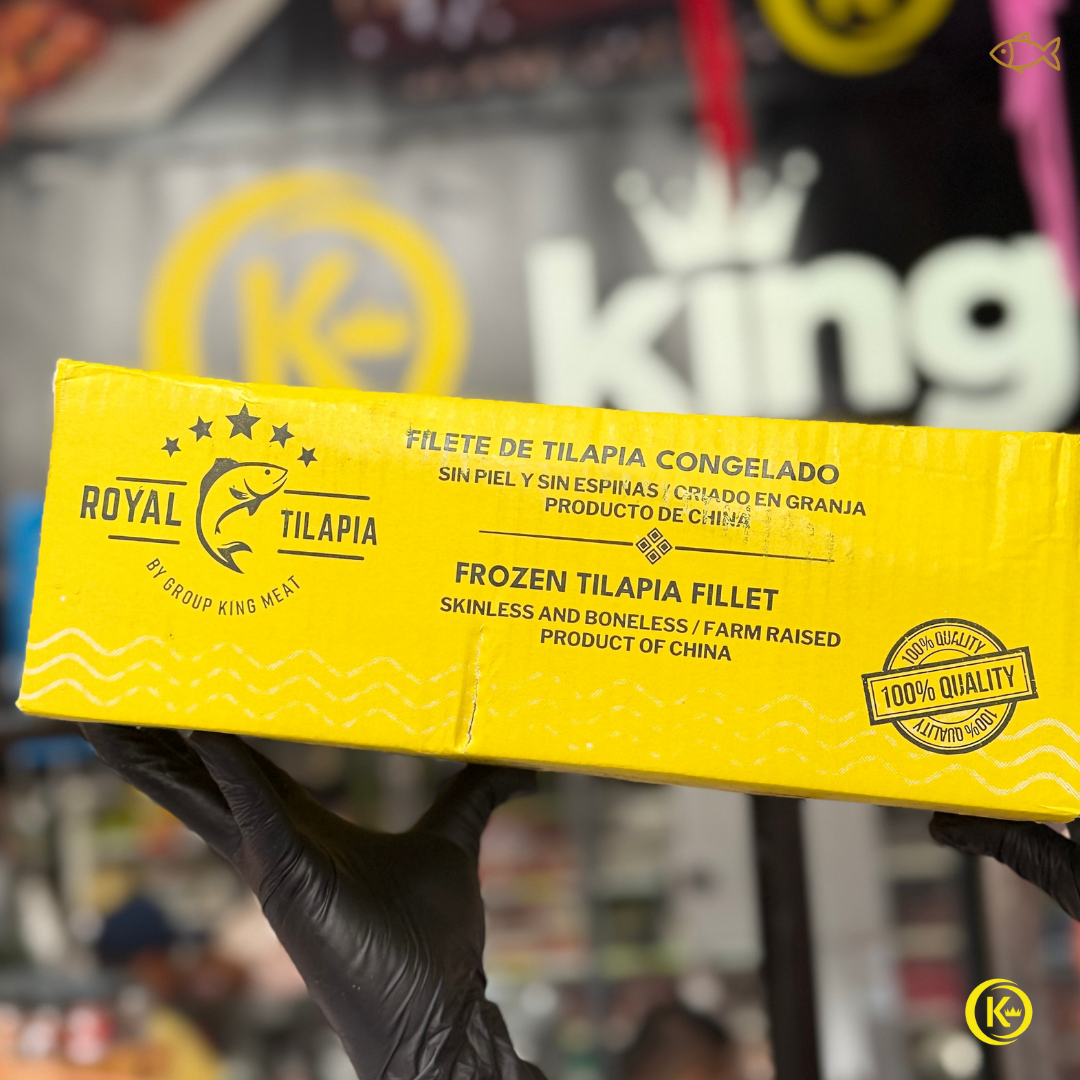 K
king
ROYAL TILAPIA
BY GROUP KING MEAT
FILETE DE TILAPIA CONGELADO
SIN PIEL Y SIN ESPINAS / CRIADO EN GRANJA
PRODUCTO DE CHINA
FROZEN TILAPIA FILLET
SKINLESS AND BONELESS / FARM RAISED
PRODUCT OF CHINA
100% QUALITY
100% QUALITY
100% QUALITY
K